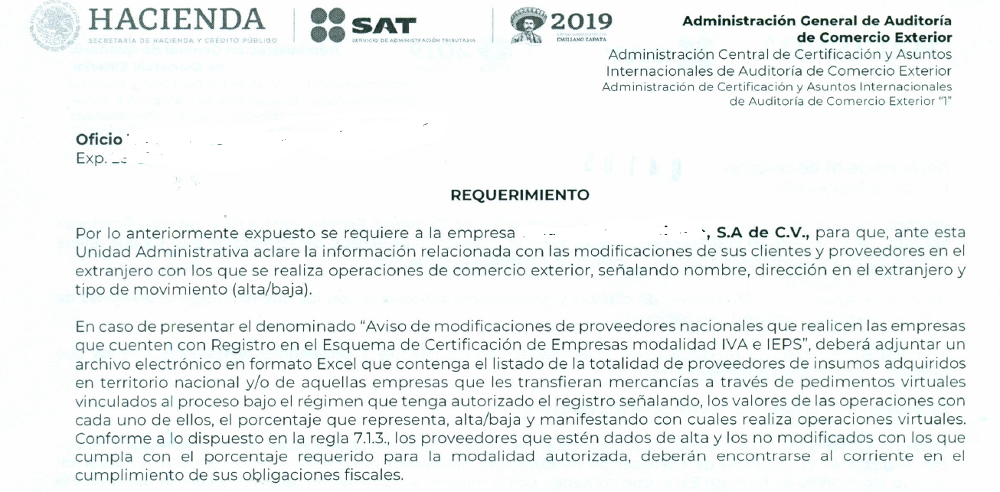 HACIENDA
SECRETARÍA DE HACIENDA Y CRÉDITO PÚBLICO
SAT
SERVICIO DE ADMINISTRACIÓN TRIBUTARIA
2019
EMILIANO ZAPATA
Administración General de Auditoría
de Comercio Exterior
Administración Central de Certificación y Asuntos
Internacionales de Auditoría de Comercio Exterior
Administración de Certificación y Asuntos Internacionales
de Auditoría de Comercio Exterior "1"
Oficio
Exp.
REQUERIMIENTO
Por lo anteriormente expuesto se requiere a la empresa , S.A de C.V., para que, ante esta
Unidad Administrativa aclare la información relacionada con las modificaciones de sus clientes y proveedores en el
extranjero con los que se realiza operaciones de comercio exterior, señalando nombre, dirección en el extranjero y
tipo de movimiento (alta/baja).
En caso de presentar el denominado "Aviso de modificaciones de proveedores nacionales que realicen las empresas
que cuenten con Registro en el Esquema de Certificación de Empresas modalidad IVA e IEPS", deberá adjuntar un
archivo electrónico en formato Excel que contenga el listado de la totalidad de proveedores de insumos adquiridos
en territorio nacional y/o de aquellas empresas que les transfieran mercancías a través de pedimentos virtuales
vinculados al proceso bajo el régimen que tenga autorizado el registro señalando, los valores de las operaciones con
cada uno de ellos, el porcentaje que representa, alta/baja y manifestando con cuales realiza operaciones virtuales.
Conforme a lo dispuesto en la regla 7.1.3., los proveedores que estén dados de alta y los no modificados con los que
cumpla con el porcentaje requerido para la modalidad autorizada, deberán encontrarse al corriente en el
cumplimiento de sus obligaciones fiscales.